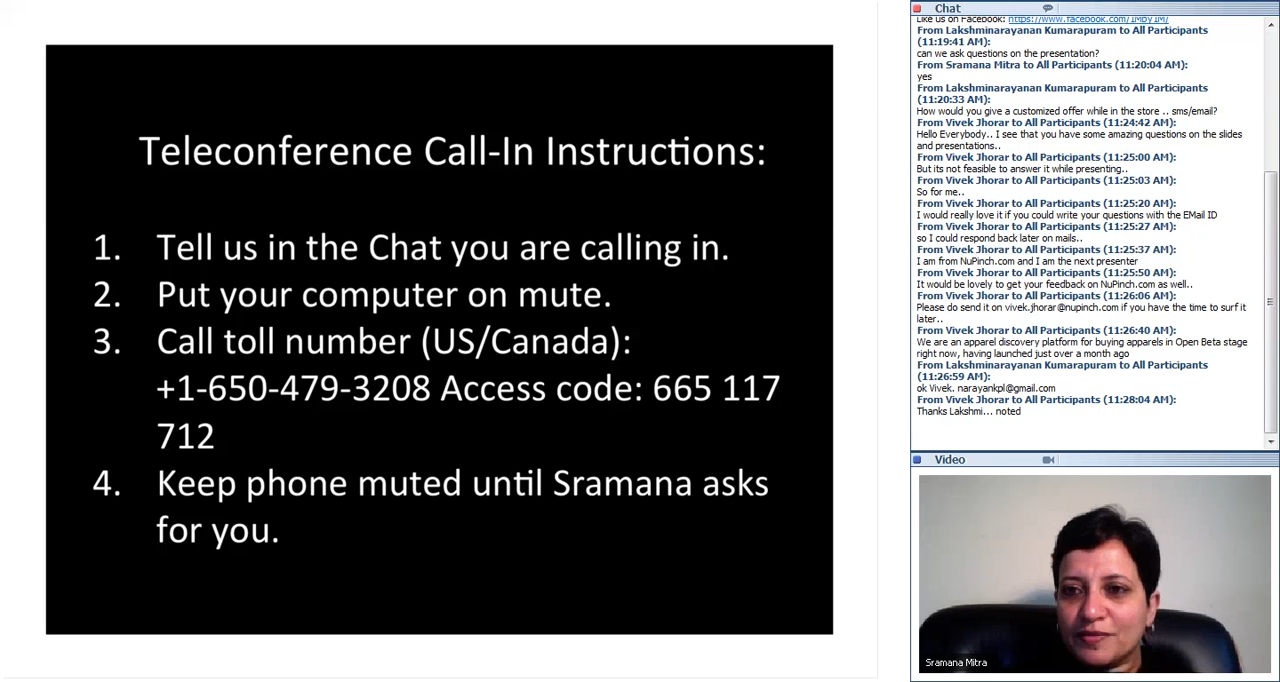 Teleconference Call-In Instructions:
1. Tell us in the Chat you are calling in.
2. Put your computer on mute.
3. Call toll number (US/Canada):
+1-650-479-3208 Access code: 665 117
712
4. Keep phone muted until Sramana asks
for you.
Chat
Like us on Facebook: https://www.facebook.com/1Mby1M/
From Lakshminarayanan Kumarapuram to All Participants
(11:19:41 AM):
can we ask questions on the presentation?
From Sramana Mitra to All Participants (11:20:04 AM):
yes
From Lakshminarayanan Kumarapuram to All Participants
(11:20:33 AM):
How would you give a customized offer while in the store .. sms/email?
From Vivek Jhorar to All Participants (11:24:42 AM):
Hello Everybody.. I see that you have some amazing questions on the slides
and presentations..
From Vivek Jhorar to All Participants (11:25:00 AM):
But its not feasible to answer it while presenting..
From Vivek Jhorar to All Participants (11:25:03 AM):
So for me..
From Vivek Jhorar to All Participants (11:25:20 AM):
I would really love it if you could write your questions with the EMail ID
From Vivek Jhorar to All Participants (11:25:27 AM):
so I could respond back later on mails..
From Vivek Jhorar to All Participants (11:25:37 AM):
I am from NuPinch.com and I am the next presenter
From Vivek Jhorar to All Participants (11:25:50 AM):
It would be lovely to get your feedback on NuPinch.com as well..
From Vivek Jhorar to All Participants (11:26:06 AM):
Please do send it on vivek.jhorar@nupinch.com if you have the time to surf it
later..
From Vivek Jhorar to All Participants (11:26:40 AM):
We are an apparel discovery platform for buying apparels in Open Beta stage
right now, having launched just over a month ago
From Lakshminarayanan Kumarapuram to All Participants
(11:26:59 AM):
ok Vivek. narayankpl@gmail.com
From Vivek Jhorar to All Participants (11:28:04 AM):
Thanks Lakshmi... noted
Video
Sramana Mitra